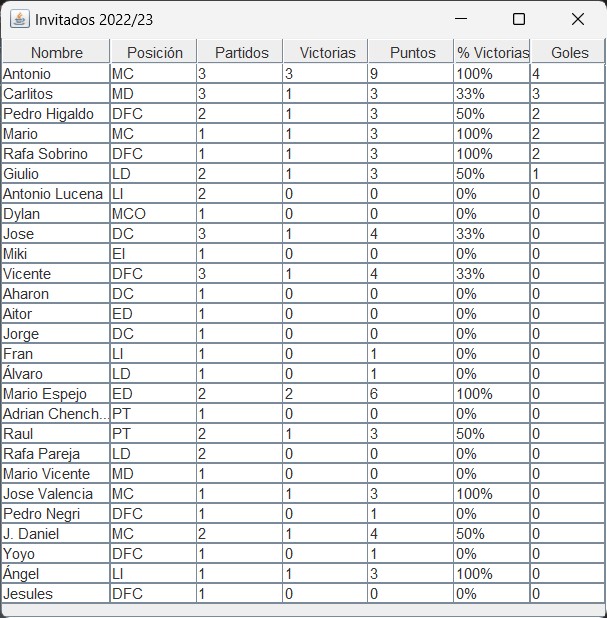 Invitados 2022/23
Nombre Posición Partidos Victorias Puntos % Victorias Goles
Antonio MC 3 3 9 100% 4
Carlitos MD 3 1 3 33% 3
Pedro Higaldo DFC 2 1 3 50% 2
Mario MC 1 1 3 100% 2
Rafa Sobrino DFC 1 1 3 100% 2
Giulio LD 2 1 3 50% 1
Antonio Lucena LI 2 0 0 0% 0
Dylan MCO 1 0 0 0% 0
Jose DC 3 1 4 33% 0
Miki EI 1 0 0 0% 0
Vicente DFC 3 1 4 33% 0
Aharon DC 1 0 0 0% 0
Aitor ED 1 0 0 0% 0
Jorge DC 1 0 0 0% 0
Fran LI 1 0 1 0% 0
Álvaro LD 1 0 1 0% 0
Mario Espejo ED 2 2 6 100% 0
Adrian Chench... PT 1 0 0 0% 0
Raul PT 2 1 3 50% 0
Rafa Pareja LD 2 0 0 0% 0
Mario Vicente MD 1 0 0 0% 0
Jose Valencia MC 1 1 3 100% 0
Pedro Negri DFC 1 0 1 0% 0
J. Daniel MC 2 1 4 50% 0
Yoyo DFC 1 0 1 0% 0
Ángel LI 1 1 3 100% 0
Jesules DFC 1 0 0 0% 0